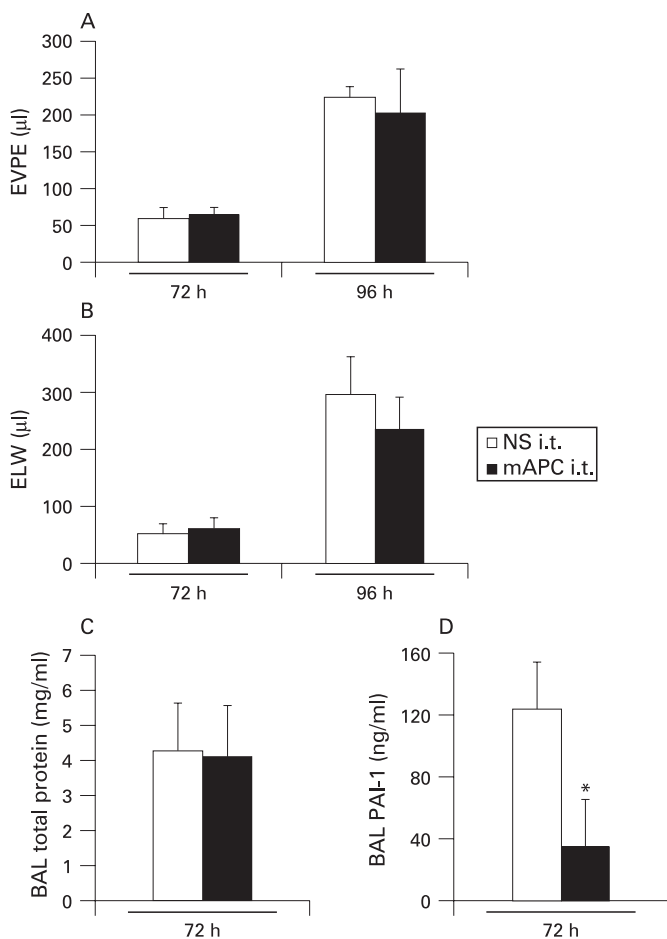 A
300
250
200
150
100
50
0
EVPE (µl)
72 h
96 h
B
400
300
200
100
0
ELW (µl)
72 h
96 h
NS i.t.
mAPC i.t.
C
7
6
5
4
3
2
1
0
BAL total protein (mg/ml)
72 h
D
160
120
80
40
0
BAL PAI-1 (ng/ml)
*
72 h